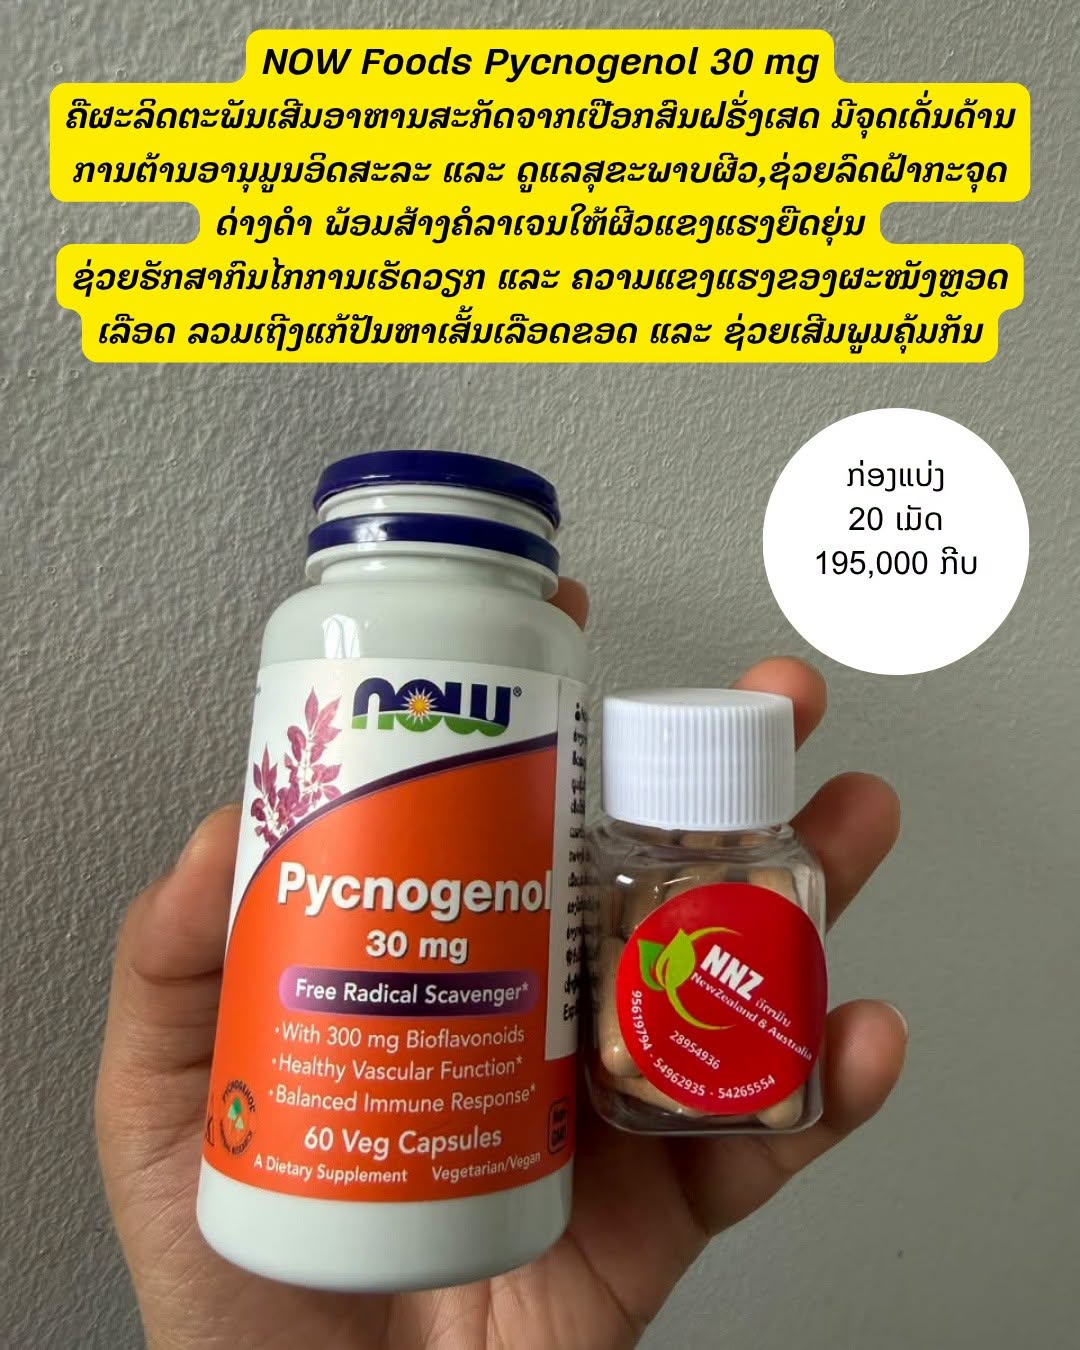 NOW Foods Pycnogenol 30 mg
ຄືຜະລິດຕະພັນເສີມອາຫານສະກັດຈາກເປືອກສົນຝຣັ່ງເສດ ມີຈຸດເດັ່ນດ້ານ
ການຕ້ານອານຸມູນອິດສະລະ ແລະ ດູແລສຸຂະພາບຜີວ,ຊ່ວຍລົດຝ້າກະຈຸດ
ດ່າງດຳ ພ້ອມສ້າງຄໍລາເຈນໃຫ້ຜີວແຂງແຮງຍືດຍຸ່ນ
ຊ່ວຍຮັກສາກົນໄກການເຮັດວຽກ ແລະ ຄວາມແຂງແຮງຂອງຜະໜັງຫຼອດ
ເລືອດ ລວມເຖີງແກ້ປັນຫາເສັ້ນເລືອດຂອດ ແລະ ຊ່ວຍເສີມພູມຄຸ້ມກັນ
ກ່ອງແບ່ງ
20 ເມັດ
195,000 ກີບ
NOW®
Pycnogenol
30 mg
Free Radical Scavenger*
• With 300 mg Bioflavonoids
• Healthy Vascular Function*
• Balanced Immune Response*
60 Veg Capsules
A Dietary Supplement Vegetarian/Vegan
NNZ ວິຕາມິນ
NewZealand & Australia
28954936
95619794 - 54962935 - 54265554